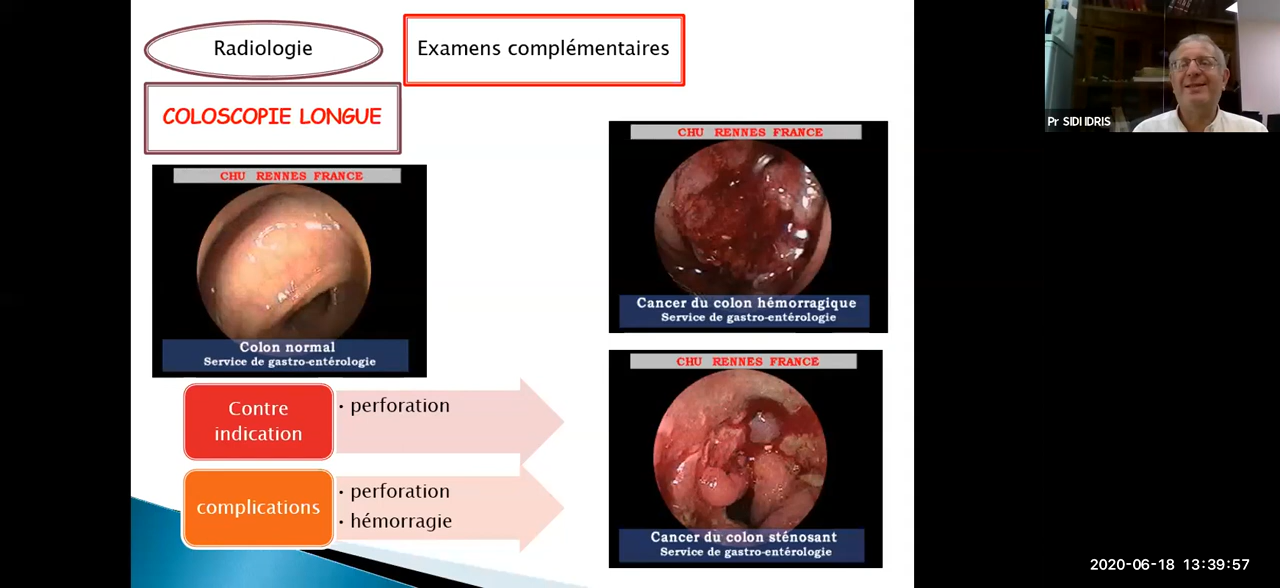 Radiologie
Examens complémentaires
COLOSCOPIE LONGUE
CHU RENNES FRANCE
Colon normal
Service de gastro-entérologie
CHU RENNES FRANCE
Cancer du colon hémorragique
Service de gastro-entérologie
CHU RENNES FRANCE
Cancer du colon sténosant
Service de gastro-entérologie
Contre
indication
• perforation
complications
• perforation
• hémorragie
Pr SIDI IDRIS
2020-06-18 13:39:57